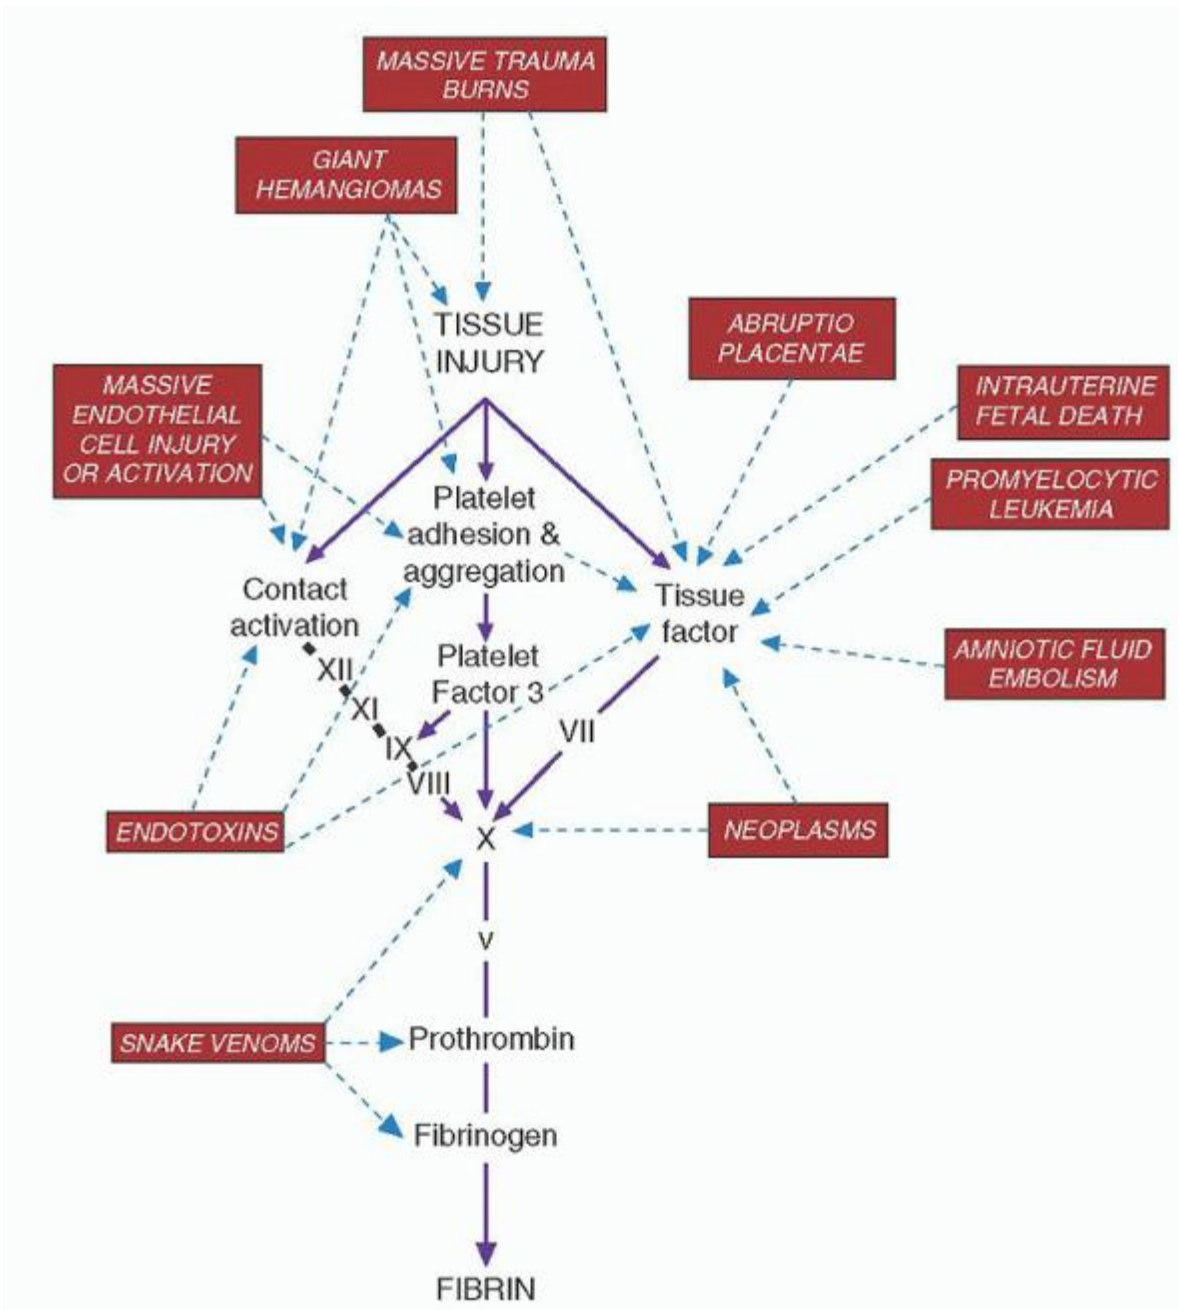 MASSIVE TRAUMA
BURNS
GIANT
HEMANGIOMAS
TISSUE
INJURY
ABRUPTIO
PLACENTAE
MASSIVE
ENDOTHELIAL
CELL INJURY
OR ACTIVATION
INTRAUTERINE
FETAL DEATH
PROMYELOCYTIC
LEUKEMIA
Platelet
adhesion &
aggregation
Contact
activation
Tissue
factor
AMNIOTIC FLUID
EMBOLISM
Platelet
Factor 3
XII
XI
IX
VIII
VII
ENDOTOXINS
NEOPLASMS
X
v
SNAKE VENOMS
Prothrombin
Fibrinogen
FIBRIN